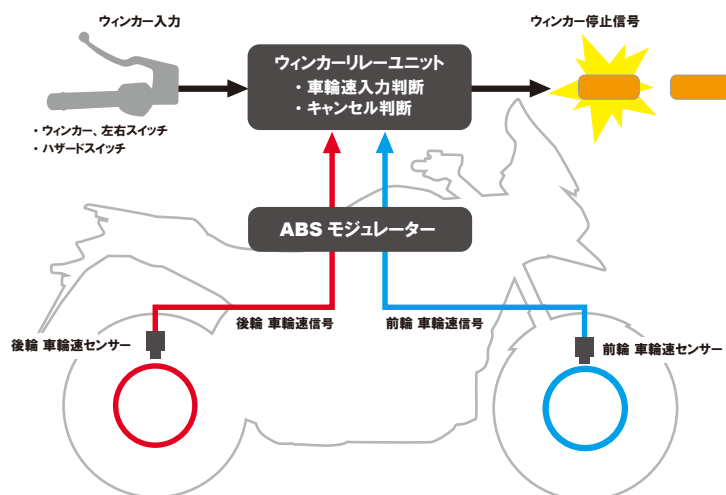 ウィンカー入力
ウィンカー停止信号
ウィンカーリレーユニット
・車輪速入力判断
・キャンセル判断
・ウィンカー、左右スイッチ
・ハザードスイッチ
ABS モジュレーター
後輪 車輪速信号
前輪 車輪速信号
後輪 車輪速センサー
前輪 車輪速センサー